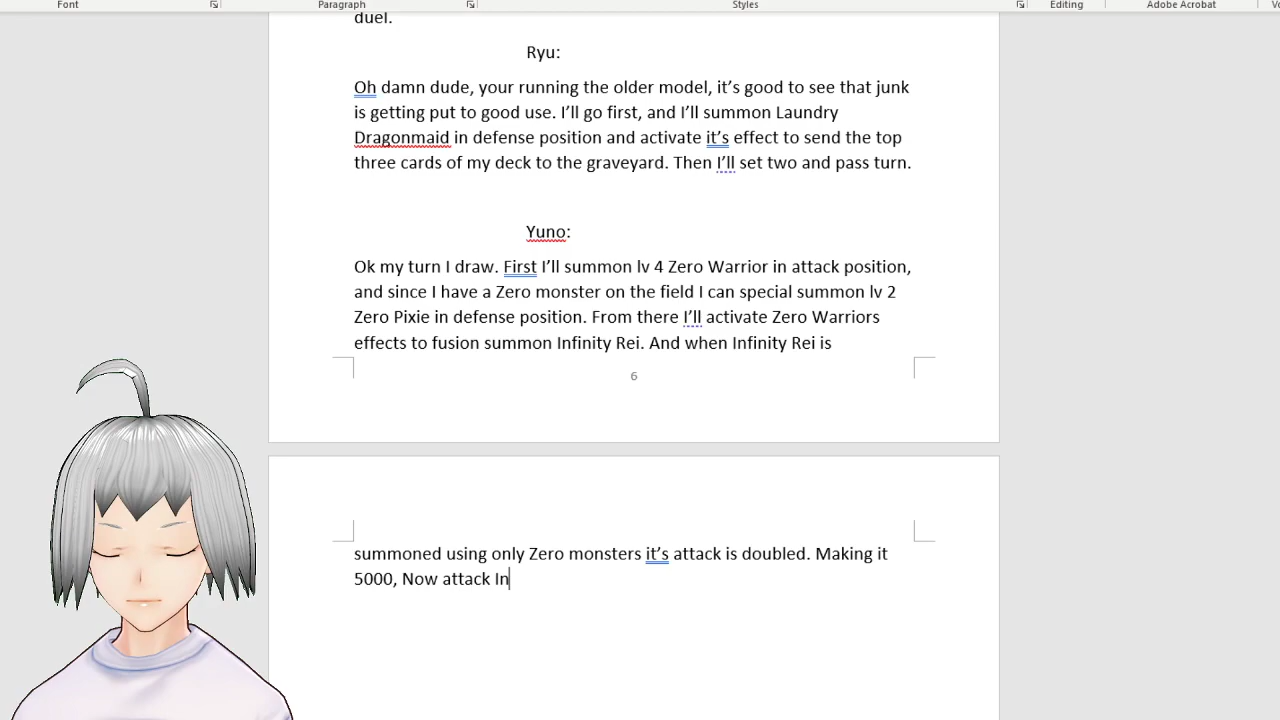 Font Paragraph Styles Editing Adobe Acrobat
duel.
Ryu:
Oh damn dude, your running the older model, it’s good to see that junk
is getting put to good use. I’ll go first, and I’ll summon Laundry
Dragonmaid in defense position and activate it’s effect to send the top
three cards of my deck to the graveyard. Then I’ll set two and pass turn.
Yuno:
Ok my turn I draw. First I’ll summon lv 4 Zero Warrior in attack position,
and since I have a Zero monster on the field I can special summon lv 2
Zero Pixie in defense position. From there I’ll activate Zero Warriors
effects to fusion summon Infinity Rei. And when Infinity Rei is
6
summoned using only Zero monsters it’s attack is doubled. Making it
5000, Now attack In